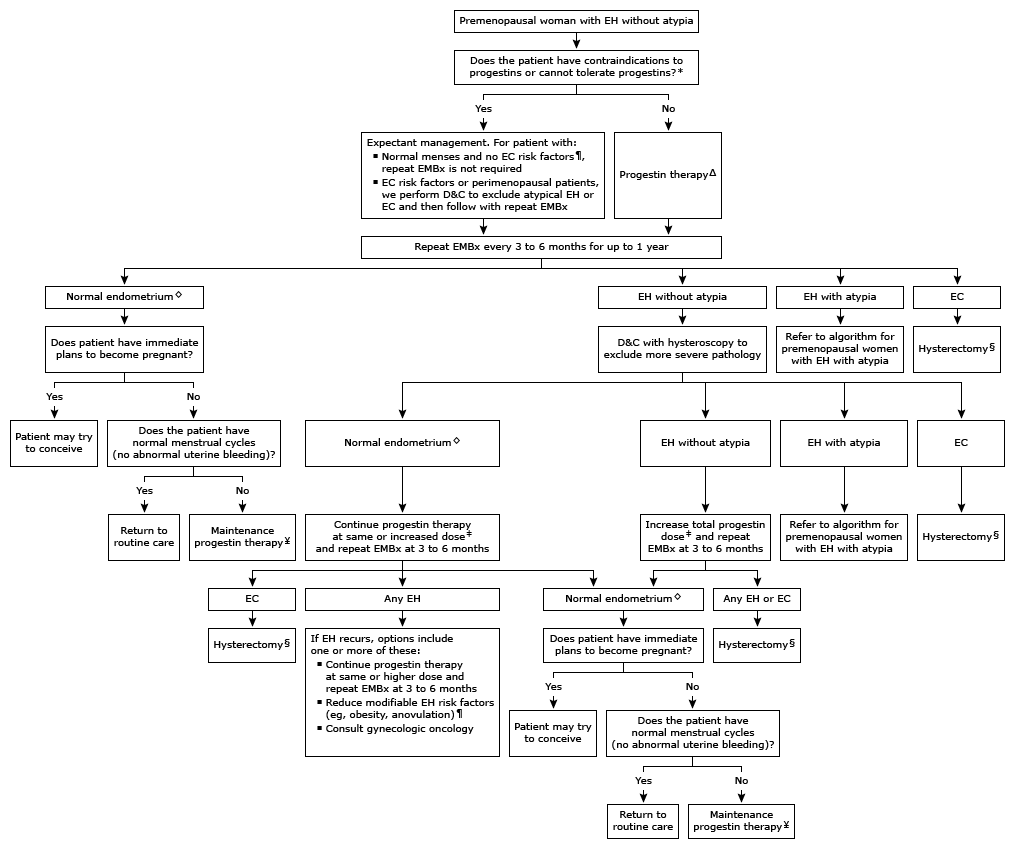 Premenopausal woman with EH without atypia
Does the patient have contraindications to
progestins or cannot tolerate progestins?*
Yes
No
Expectant management. For patient with:
▪ Normal menses and no EC risk factors¶,
repeat EMBx is not required
▪ EC risk factors or perimenopausal patients,
we perform D&C to exclude atypical EH or
EC and then follow with repeat EMBx
Progestin therapyΔ
Repeat EMBx every 3 to 6 months for up to 1 year
Normal endometrium◇
EH without atypia
EH with atypia
EC
Does patient have immediate
plans to become pregnant?
D&C with hysteroscopy to
exclude more severe pathology
Refer to algorithm for
premenopausal women
with EH with atypia
Hysterectomy§
Yes
No
Patient may try
to conceive
Does the patient have
normal menstrual cycles
(no abnormal uterine bleeding)?
Normal endometrium◇
EH without atypia
EH with atypia
EC
Yes
No
Return to
routine care
Maintenance
progestin therapy¥
Continue progestin therapy
at same or increased dose‡
and repeat EMBx at 3 to 6 months
Increase total progestin
dose‡ and repeat
EMBx at 3 to 6 months
Refer to algorithm for
premenopausal women
with EH with atypia
Hysterectomy§
EC
Any EH
Normal endometrium◇
Any EH or EC
Hysterectomy§
If EH recurs, options include
one or more of these:
▪ Continue progestin therapy
at same or higher dose and
repeat EMBx at 3 to 6 months
▪ Reduce modifiable EH risk factors
(eg, obesity, anovulation)¶
▪ Consult gynecologic oncology
Does patient have immediate
plans to become pregnant?
Hysterectomy§
Yes
No
Patient may try
to conceive
Does the patient have
normal menstrual cycles
(no abnormal uterine bleeding)?
Yes
No
Return to
routine care
Maintenance
progestin therapy¥